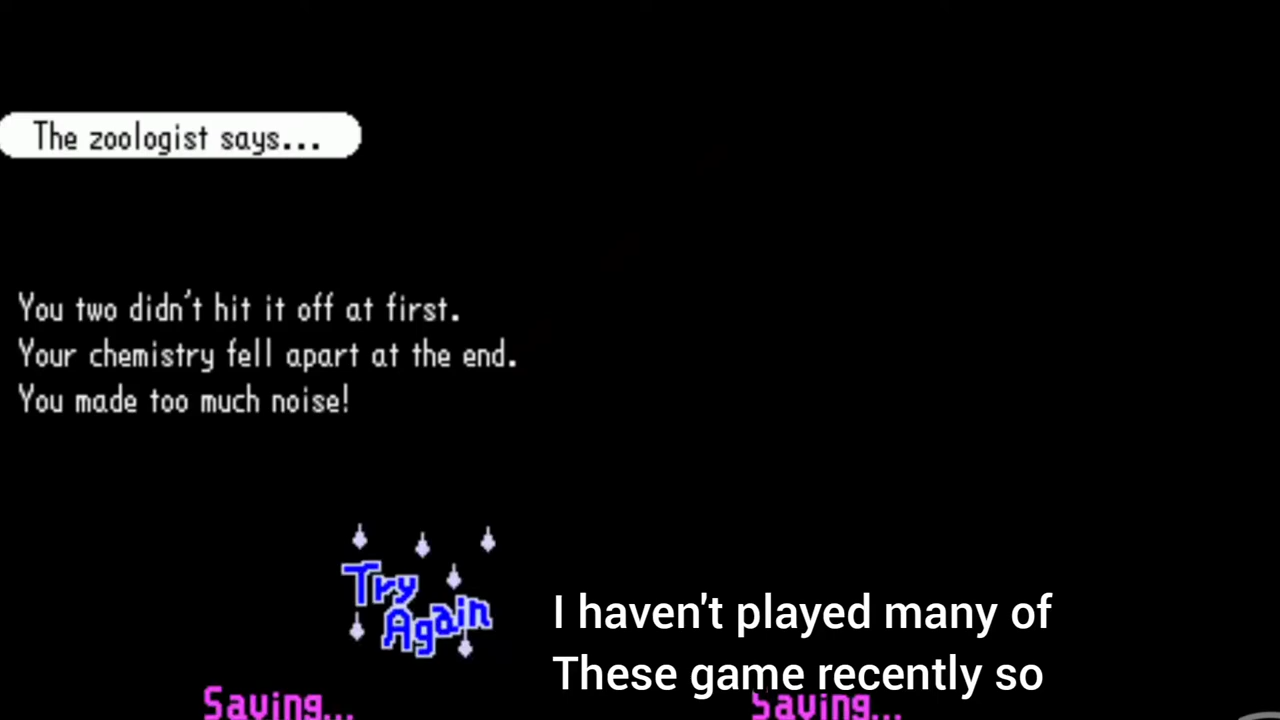 The zoologist says...
You two didn't hit it off at first.
Your chemistry fell apart at the end.
You made too much noise!
Try
Again
I haven't played many of
These game recently so
Saving...
Saving...